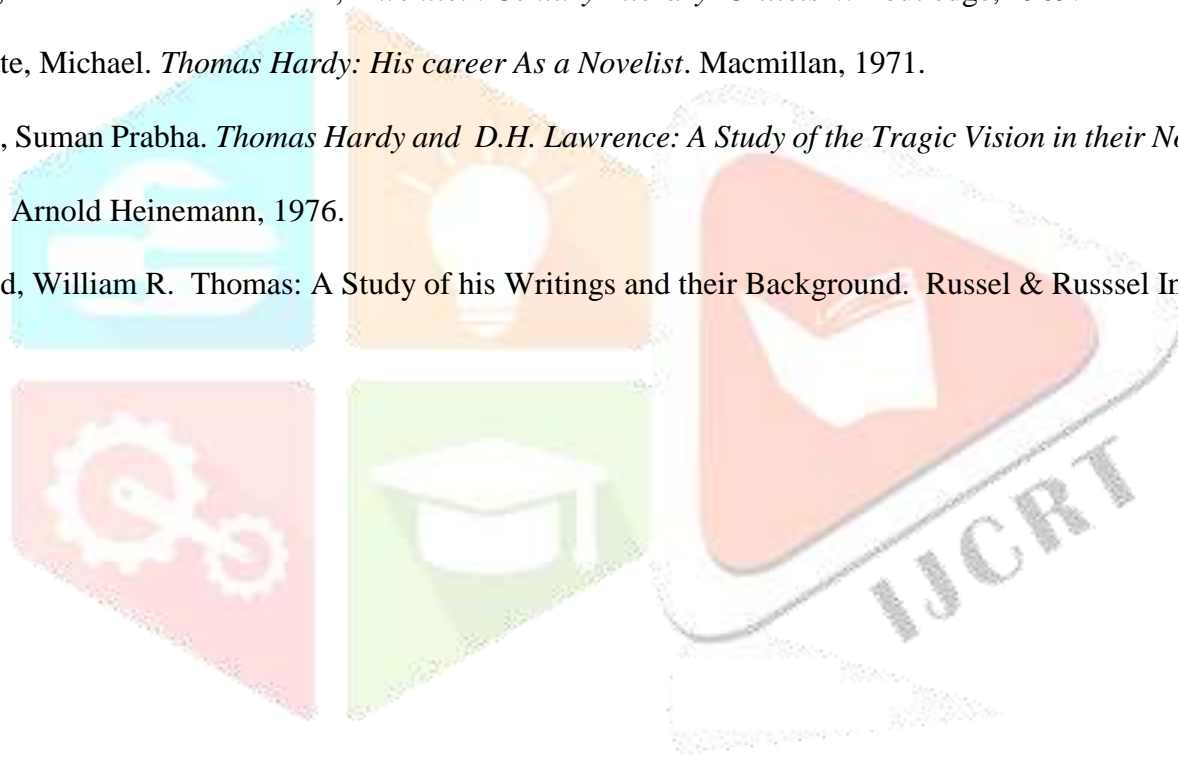 te, Michael. Thomas Hardy: His career As a Novelist. Macmillan, 1971.
, Suman Prabha. Thomas Hardy and D.H. Lawrence: A Study of the Tragic Vision in their No
Arnold Heinemann, 1976.
d, William R. Thomas: A Study of his Writings and their Background. Russel & Russsel In
IJCRT